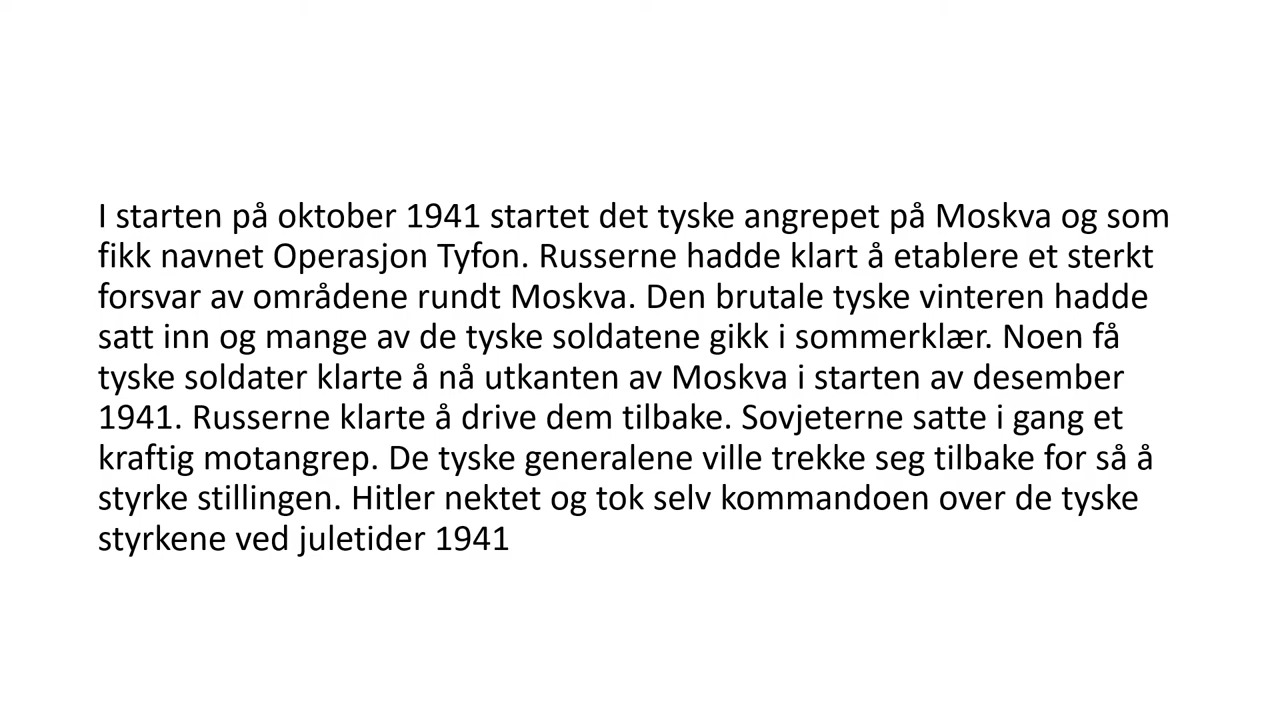 I starten på oktober 1941 startet det tyske angrepet på Moskva og som
fikk navnet Operasjon Tyfon. Russerne hadde klart å etablere et sterkt
forsvar av områdene rundt Moskva. Den brutale tyske vinteren hadde
satt inn og mange av de tyske soldatene gikk i sommerklær. Noen få
tyske soldater klarte å nå utkanten av Moskva i starten av desember
1941. Russerne klarte å drive dem tilbake. Sovjeterne satte i gang et
kraftig motangrep. De tyske generalene ville trekke seg tilbake for så å
styrke stillingen. Hitler nektet og tok selv kommandoen over de tyske
styrkene ved juletider 1941